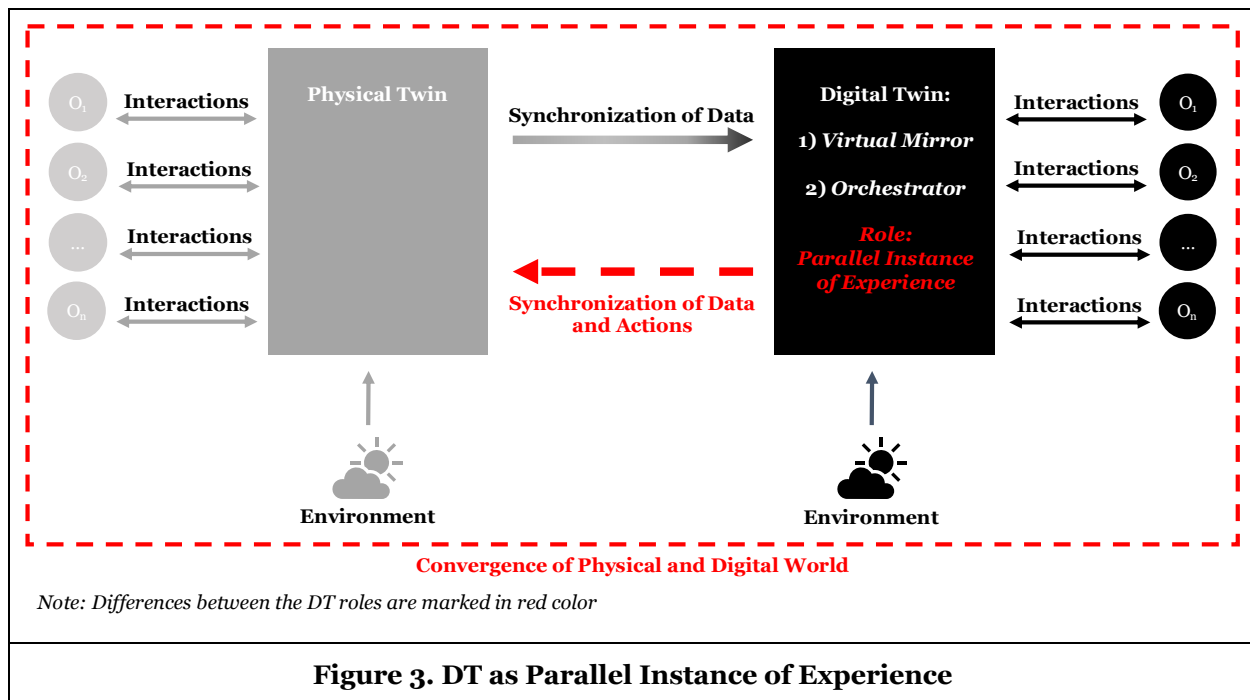 O₁
Interactions
O₂
Interactions
...
Interactions
Oₙ
Interactions
Physical Twin
Synchronization of Data
Synchronization of Data
and Actions
Digital Twin:
1) Virtual Mirror
2) Orchestrator
Role:
Parallel Instance
of Experience
Interactions
O₁
Interactions
O₂
Interactions
...
Interactions
Oₙ
Environment
Environment
Convergence of Physical and Digital World
Note: Differences between the DT roles are marked in red color
Figure 3. DT as Parallel Instance of Experience